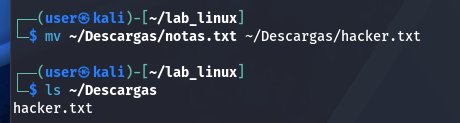 ┌──(user㉿kali)-[~/lab_linux]
└─$ mv ~/Descargas/notas.txt ~/Descargas/hacker.txt
┌──(user㉿kali)-[~/lab_linux]
└─$ ls ~/Descargas
hacker.txt